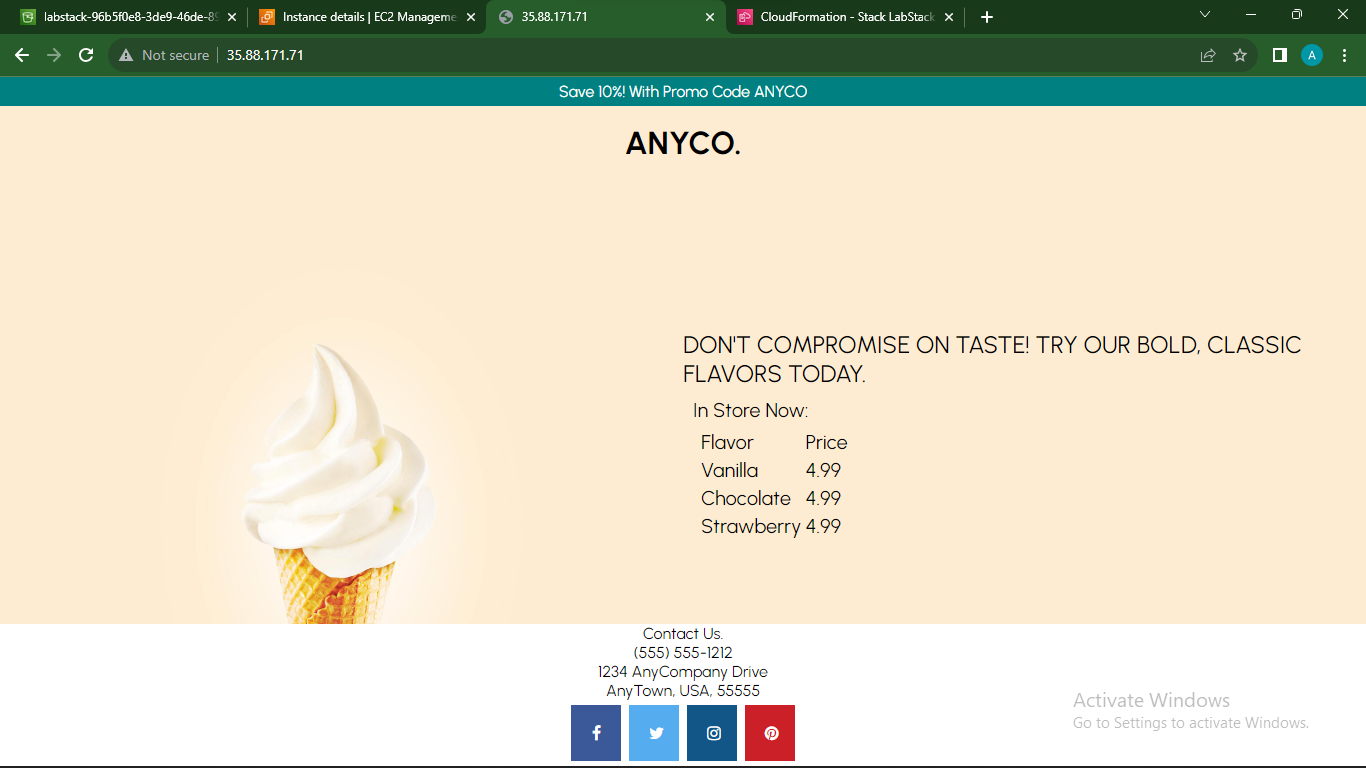 labstack-96b5f0e8-3de9-46de-89
Instance details | EC2 Manageme
35.88.171.71
CloudFormation - Stack LabStack
Not secure
35.88.171.71
A
Save 10%! With Promo Code ANYCO
ANYCO.
DON'T COMPROMISE ON TASTE! TRY OUR BOLD, CLASSIC
FLAVORS TODAY.
In Store Now:
Flavor Price
Vanilla 4.99
Chocolate 4.99
Strawberry 4.99
Contact Us.
(555) 555-1212
1234 AnyCompany Drive
AnyTown, USA, 55555
Activate Windows
Go to Settings to activate Windows.